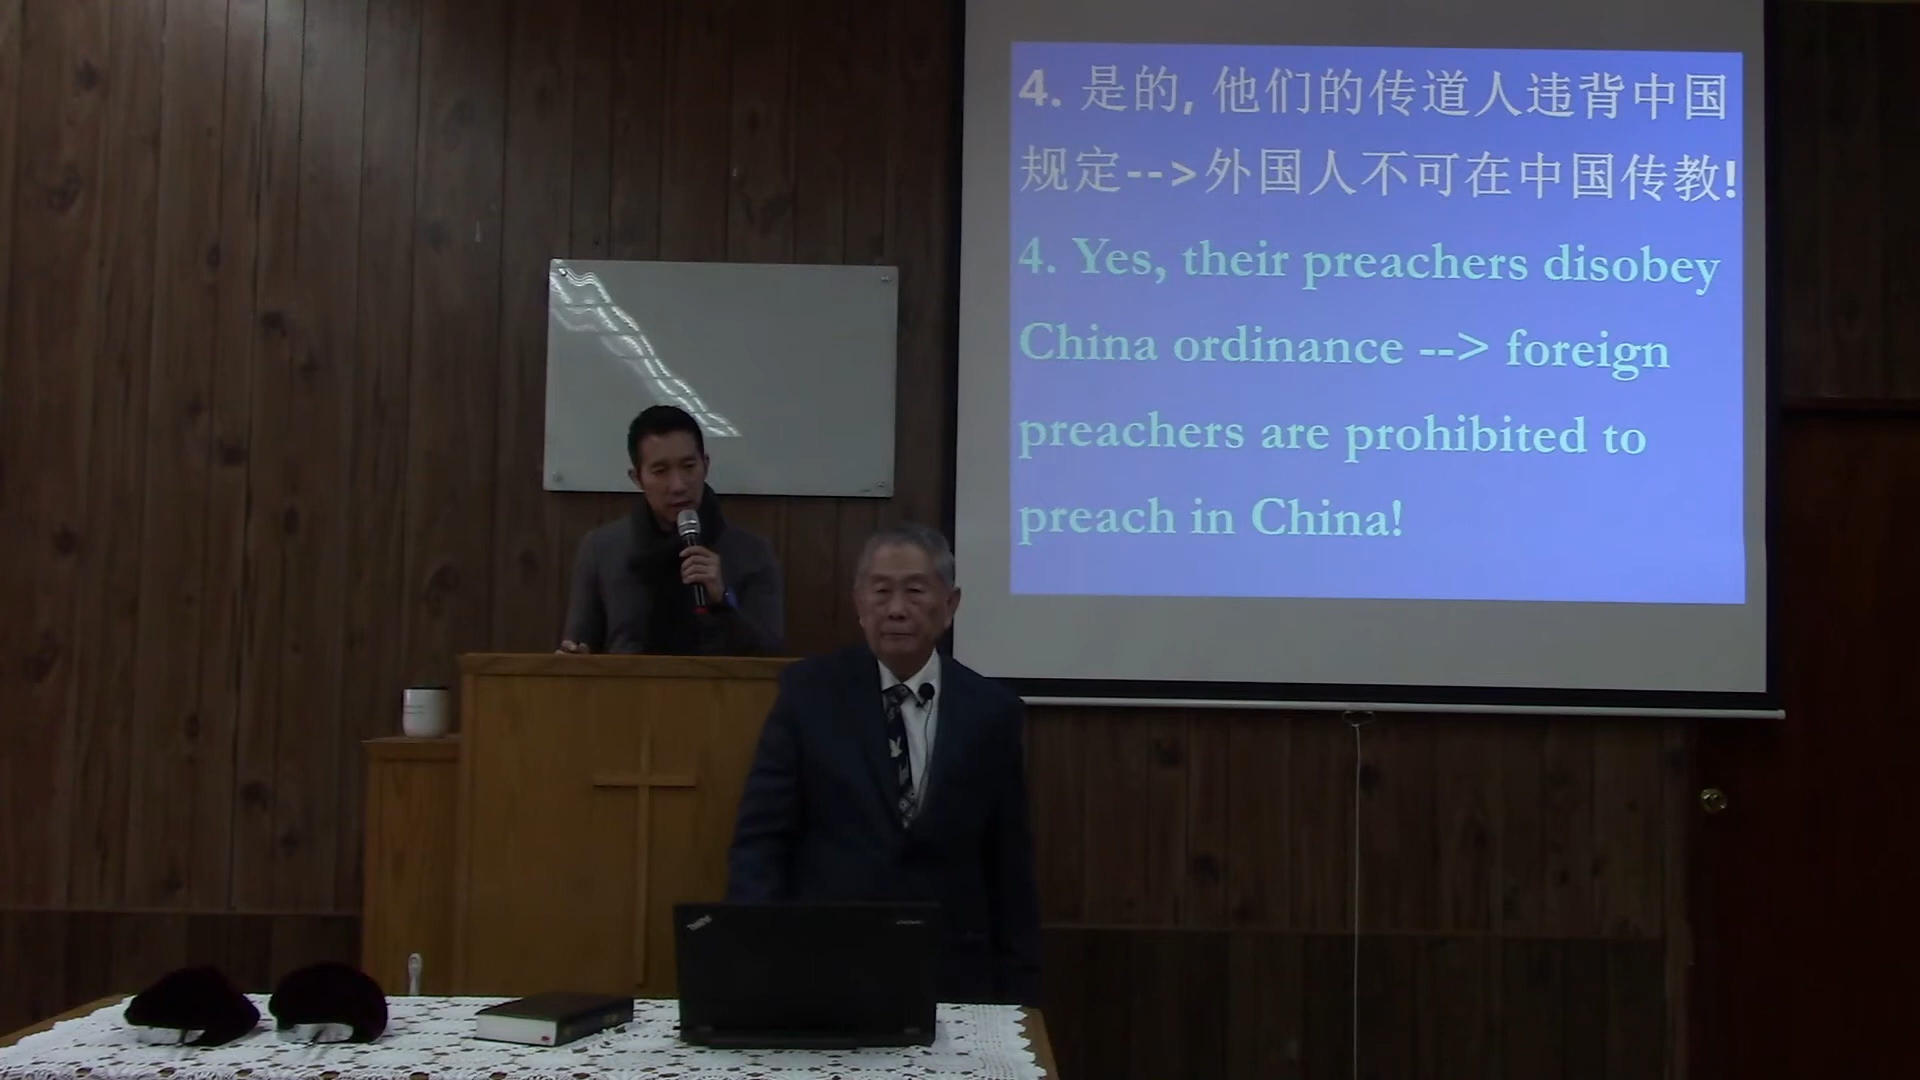 4. 是的, 他们的传道人违背中国
规定-->外国人不可在中国传教!
4. Yes, their preachers disobey
China ordinance --> foreign
preachers are prohibited to
preach in China!
ThinkPad